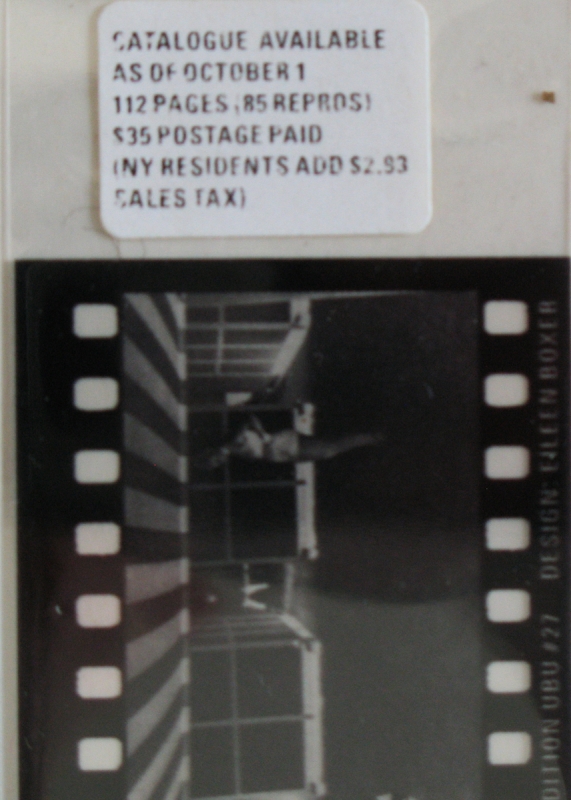 CATALOGUE AVAILABLE
AS OF OCTOBER 1
112 PAGES (85 REPROS)
$35 POSTAGE PAID
(NY RESIDENTS ADD $2.93
SALES TAX)
DITION UBU #27 DESIGN: EILEEN BOXER